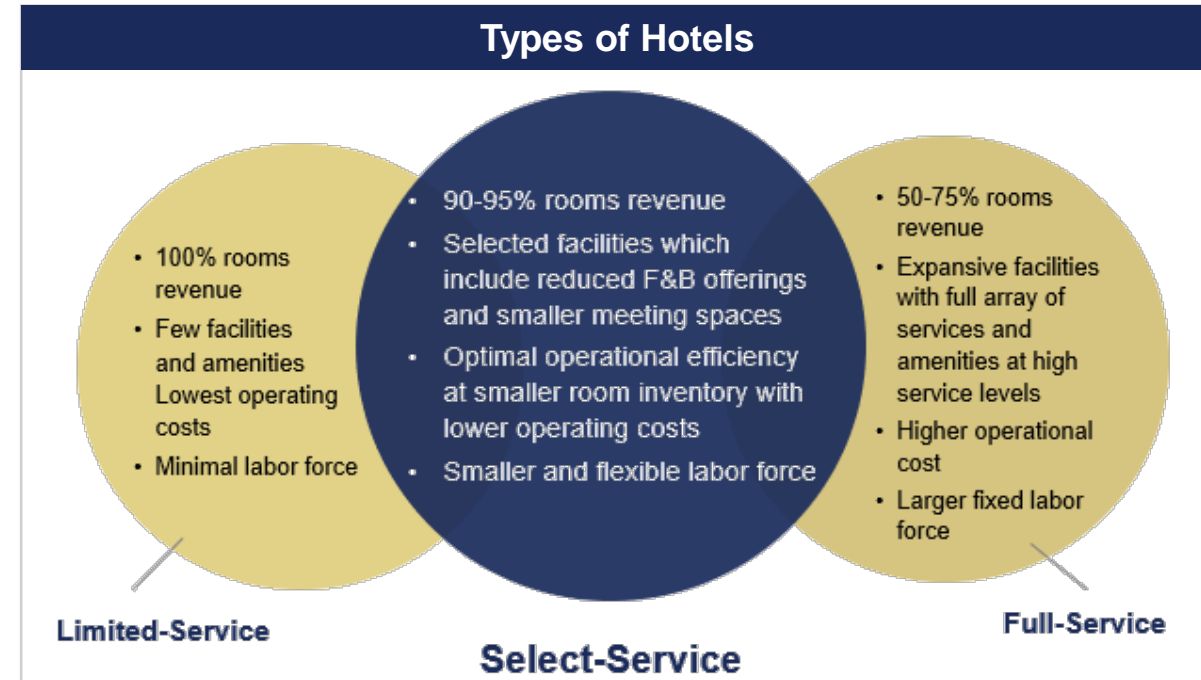 Types of Hotels
• 100% rooms
revenue
• Few facilities
and amenities
Lowest operating
costs
• Minimal labor force
Limited-Service
• 90-95% rooms revenue
• Selected facilities which
include reduced F&B offerings
and smaller meeting spaces
• Optimal operational efficiency
at smaller room inventory with
lower operating costs
• Smaller and flexible labor force
Select-Service
• 50-75% rooms
revenue
• Expansive facilities
with full array of
services and
amenities at high
service levels
• Higher operational
cost
• Larger fixed labor
force
Full-Service